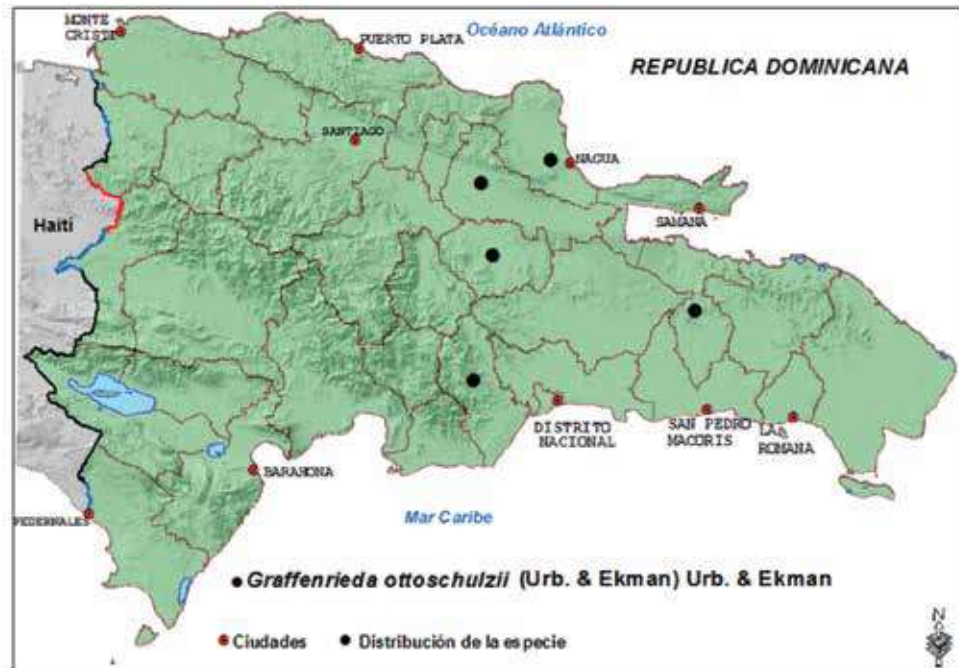 MONTE
CRISTI
PUERTO PLATA
Océano Atlántico
REPUBLICA DOMINICANA
SANTIAGO
NAGUA
SAMANA
Haití
DISTRITO
NACIONAL
SAN PEDRO
MACORIS
LA
ROMANA
BARAHONA
PEDERNALES
Mar Caribe
Graffenrieda ottoschulzii (Urb. & Ekman) Urb. & Ekman
Ciudades
Distribución de la especie
N